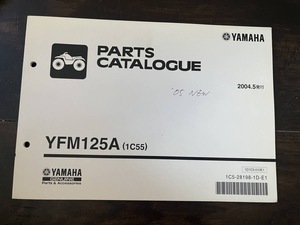 YAMAHA
PARTS
CATALOGUE
2004.5発行
'05 NEW
YFM125A (1C55)
YAMAHA
GENUINE
Parts & Accessories
1C5-28198-1D-E1